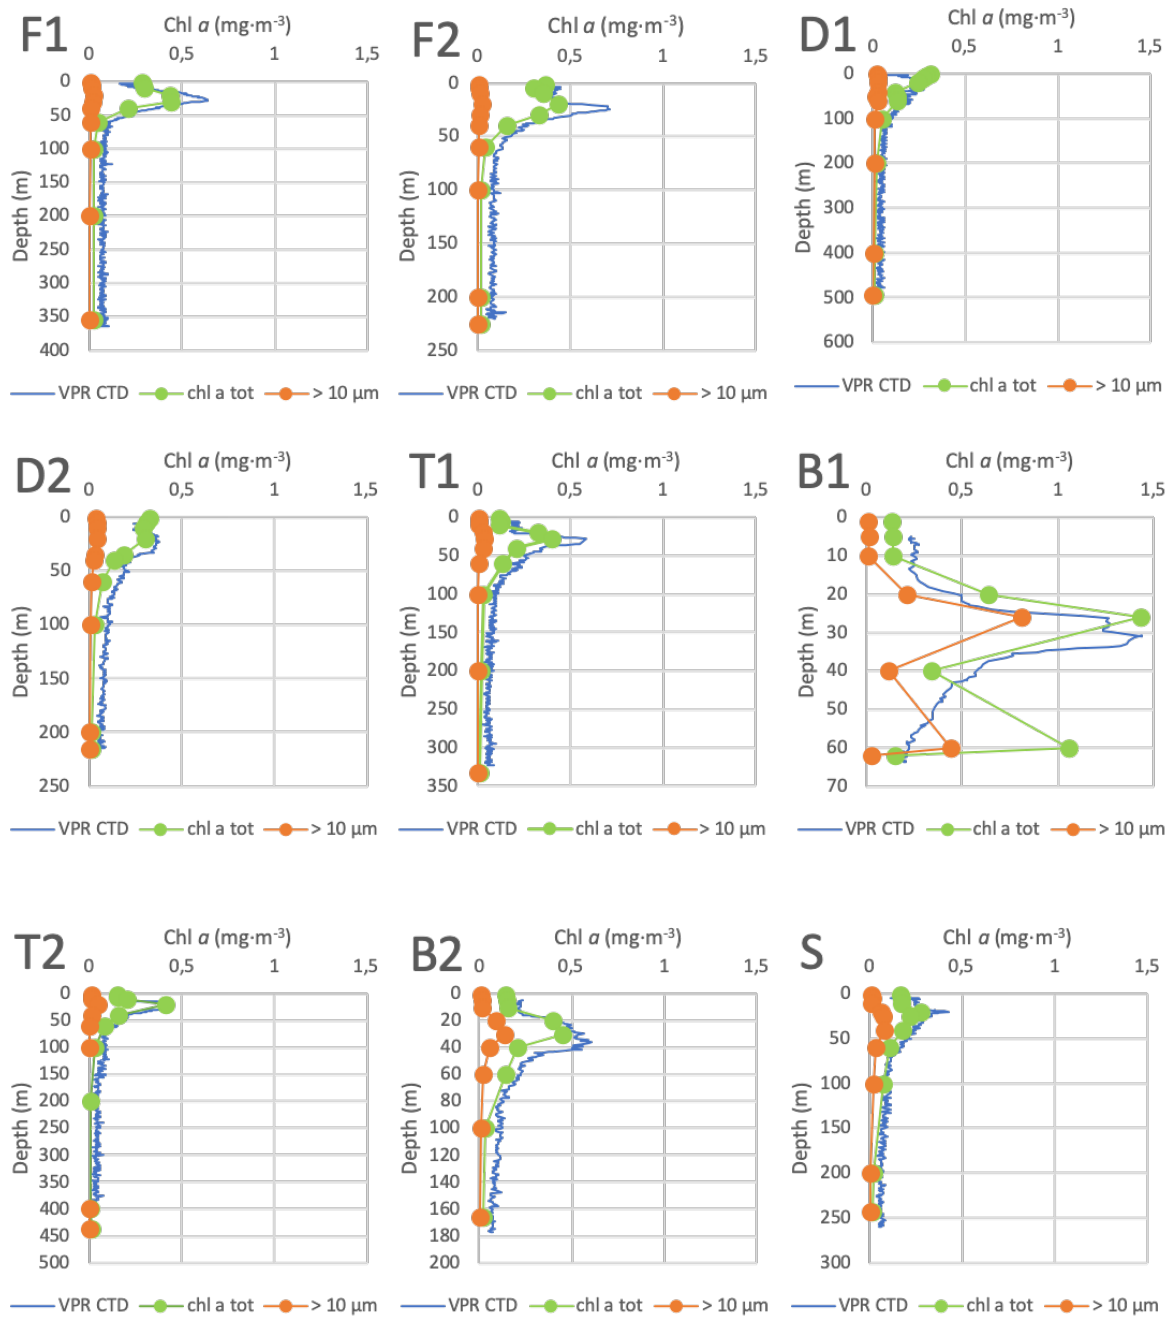 F1
Chl a (mg·m-3)
0 0,5 1 1,5
0
50
100
150
200
250
300
350
400
Depth (m)
VPR CTD chl a tot > 10 µm
F2
Chl a (mg·m-3)
0 0,5 1 1,5
0
50
100
150
200
250
Depth (m)
VPR CTD chl a tot > 10 µm
D1
Chl a (mg·m-3)
0 0,5 1 1,5
0
100
200
300
400
500
600
Depth (m)
VPR CTD chl a tot > 10 µm
D2
Chl a (mg·m-3)
0 0,5 1 1,5
0
50
100
150
200
250
Depth (m)
VPR CTD chl a tot > 10 µm
T1
Chl a (mg·m-3)
0 0,5 1 1,5
0
50
100
150
200
250
300
350
Depth (m)
VPR CTD chl a tot > 10 µm
B1
Chl a (mg·m-3)
0 0,5 1 1,5
0
10
20
30
40
50
60
70
Depth (m)
VPR CTD chl a tot > 10 µm
T2
Chl a (mg·m-3)
0 0,5 1 1,5
0
50
100
150
200
250
300
350
400
450
500
Depth (m)
VPR CTD chl a tot > 10 µm
B2
Chl a (mg·m-3)
0 0,5 1 1,5
0
20
40
60
80
100
120
140
160
180
200
Depth (m)
VPR CTD chl a tot > 10 µm
S
Chl a (mg·m-3)
0 0,5 1 1,5
0
50
100
150
200
250
300
Depth (m)
VPR CTD chl a tot > 10 µm